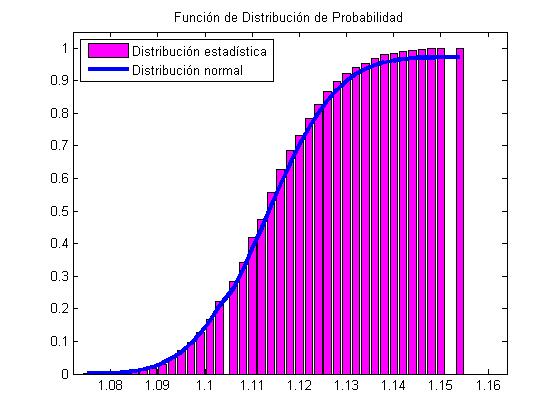 Función de Distribución de Probabilidad
Distribución estadística
Distribución normal
1
0.9
0.8
0.7
0.6
0.5
0.4
0.3
0.2
0.1
0
1.08 1.09 1.1 1.11 1.12 1.13 1.14 1.15 1.16